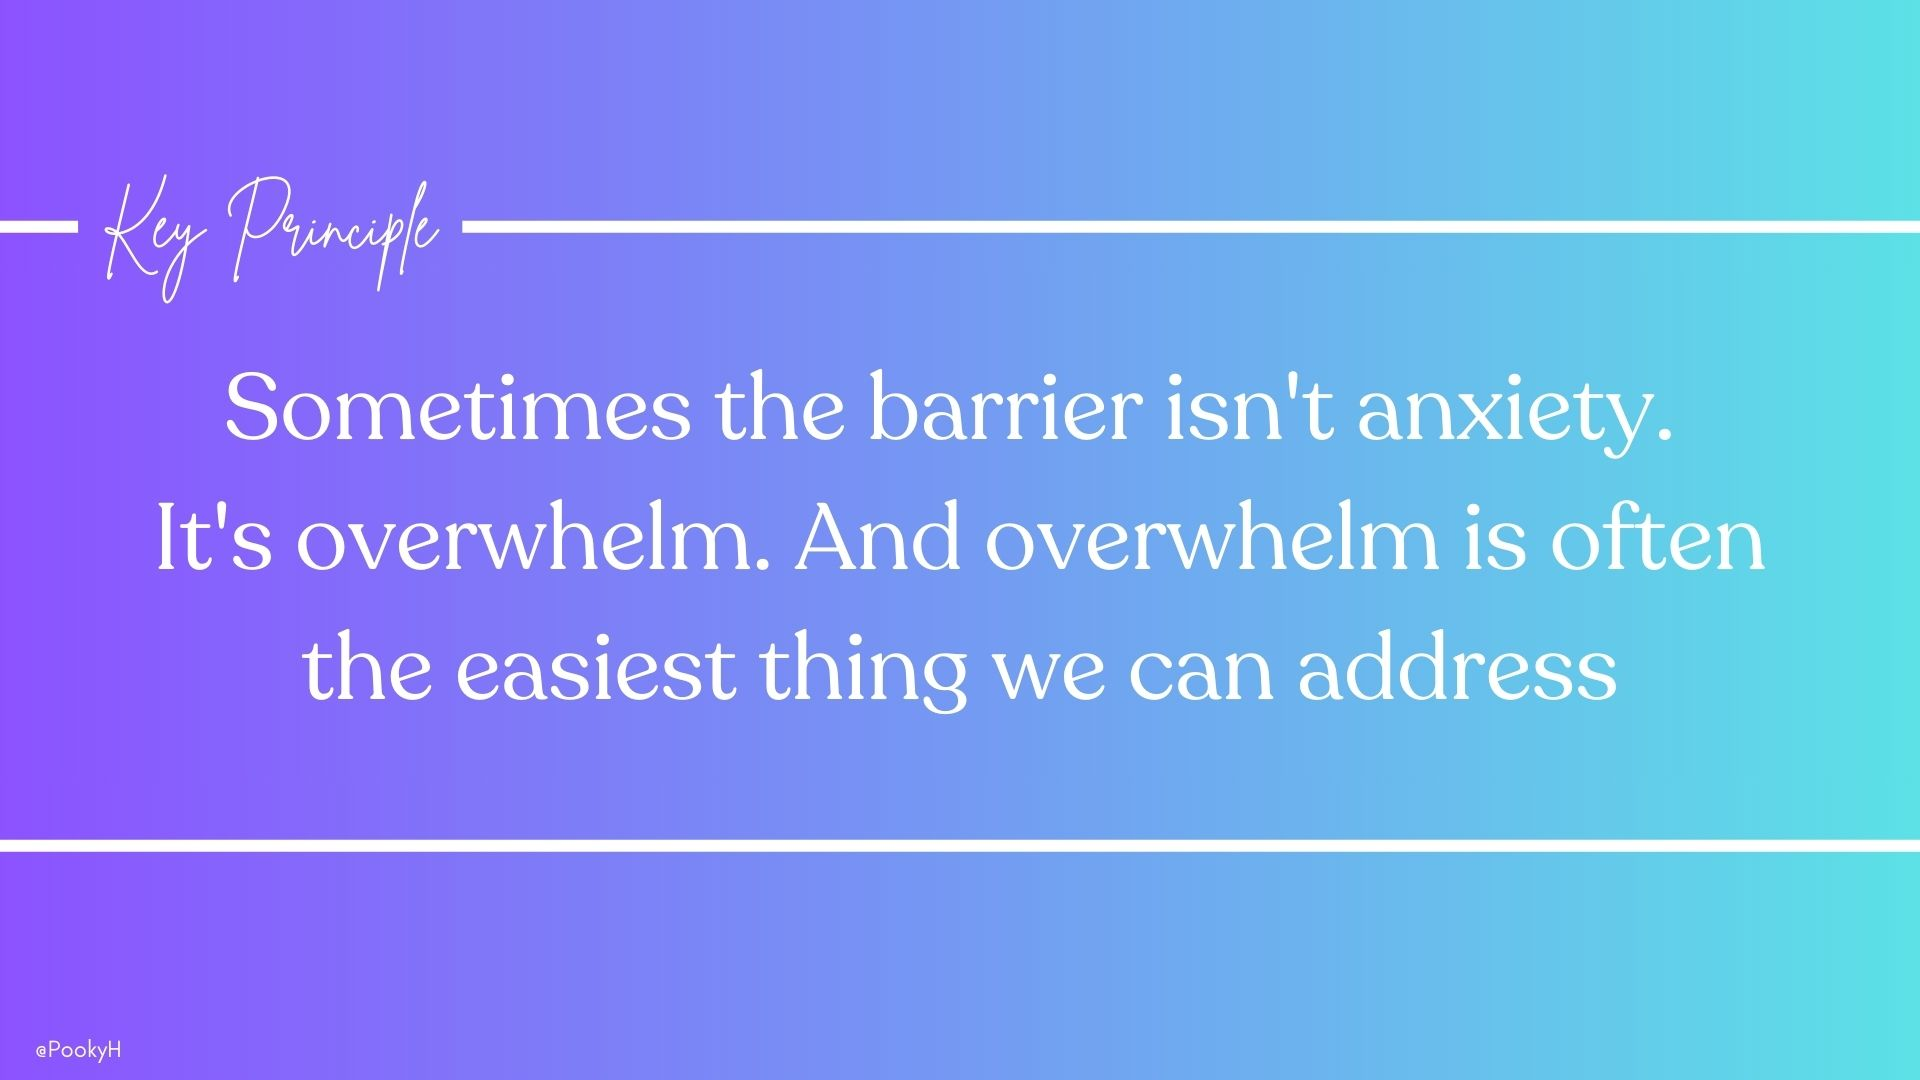 Key Principle
Sometimes the barrier isn't anxiety.
It's overwhelm. And overwhelm is often
the easiest thing we can address
@PookyH